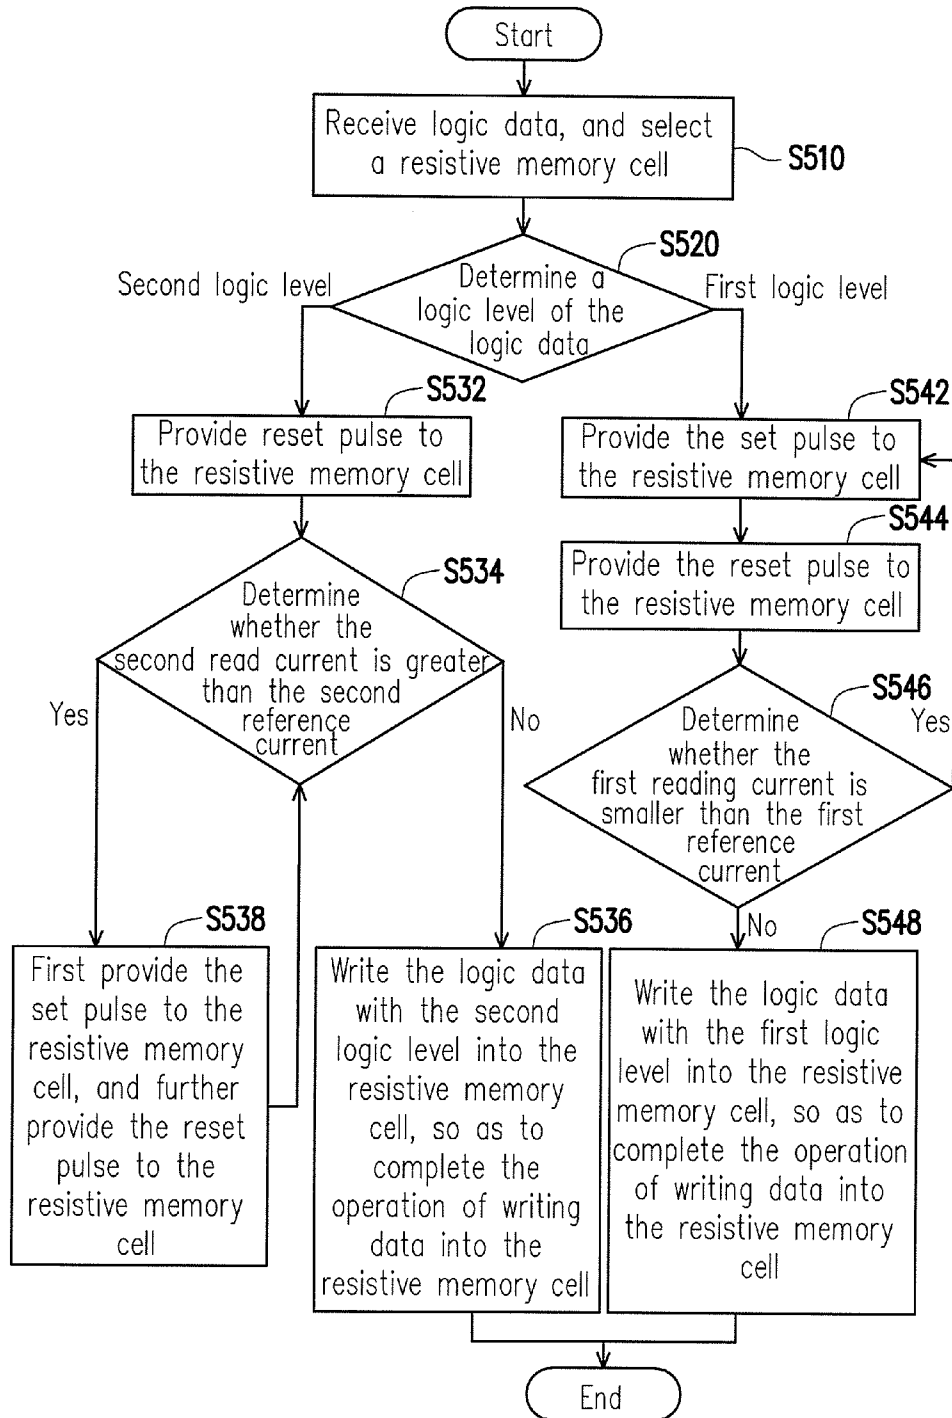 Start
Receive logic data, and select
a resistive memory cell
S510
S520
Determine a
logic level of the
logic data
Second logic level
First logic level
S532
Provide reset pulse to
the resistive memory cell
S542
Provide the set pulse to
the resistive memory cell
S544
Provide the reset pulse to
the resistive memory cell
S534
Determine
whether the
second read current is greater
than the second
reference
current
Yes
No
S546
Determine
whether the
first reading current is
smaller than the first
reference
current
Yes
No
S538
First provide the
set pulse to the
resistive memory
cell, and further
provide the reset
pulse to the
resistive memory
cell
S536
Write the logic data
with the second
logic level into the
resistive memory
cell, so as to
complete the
operation of writing
data into the
resistive memory cell
S548
Write the logic data
with the first logic
level into the resistive
memory cell, so as to
complete the operation
of writing data into
the resistive memory
cell
End